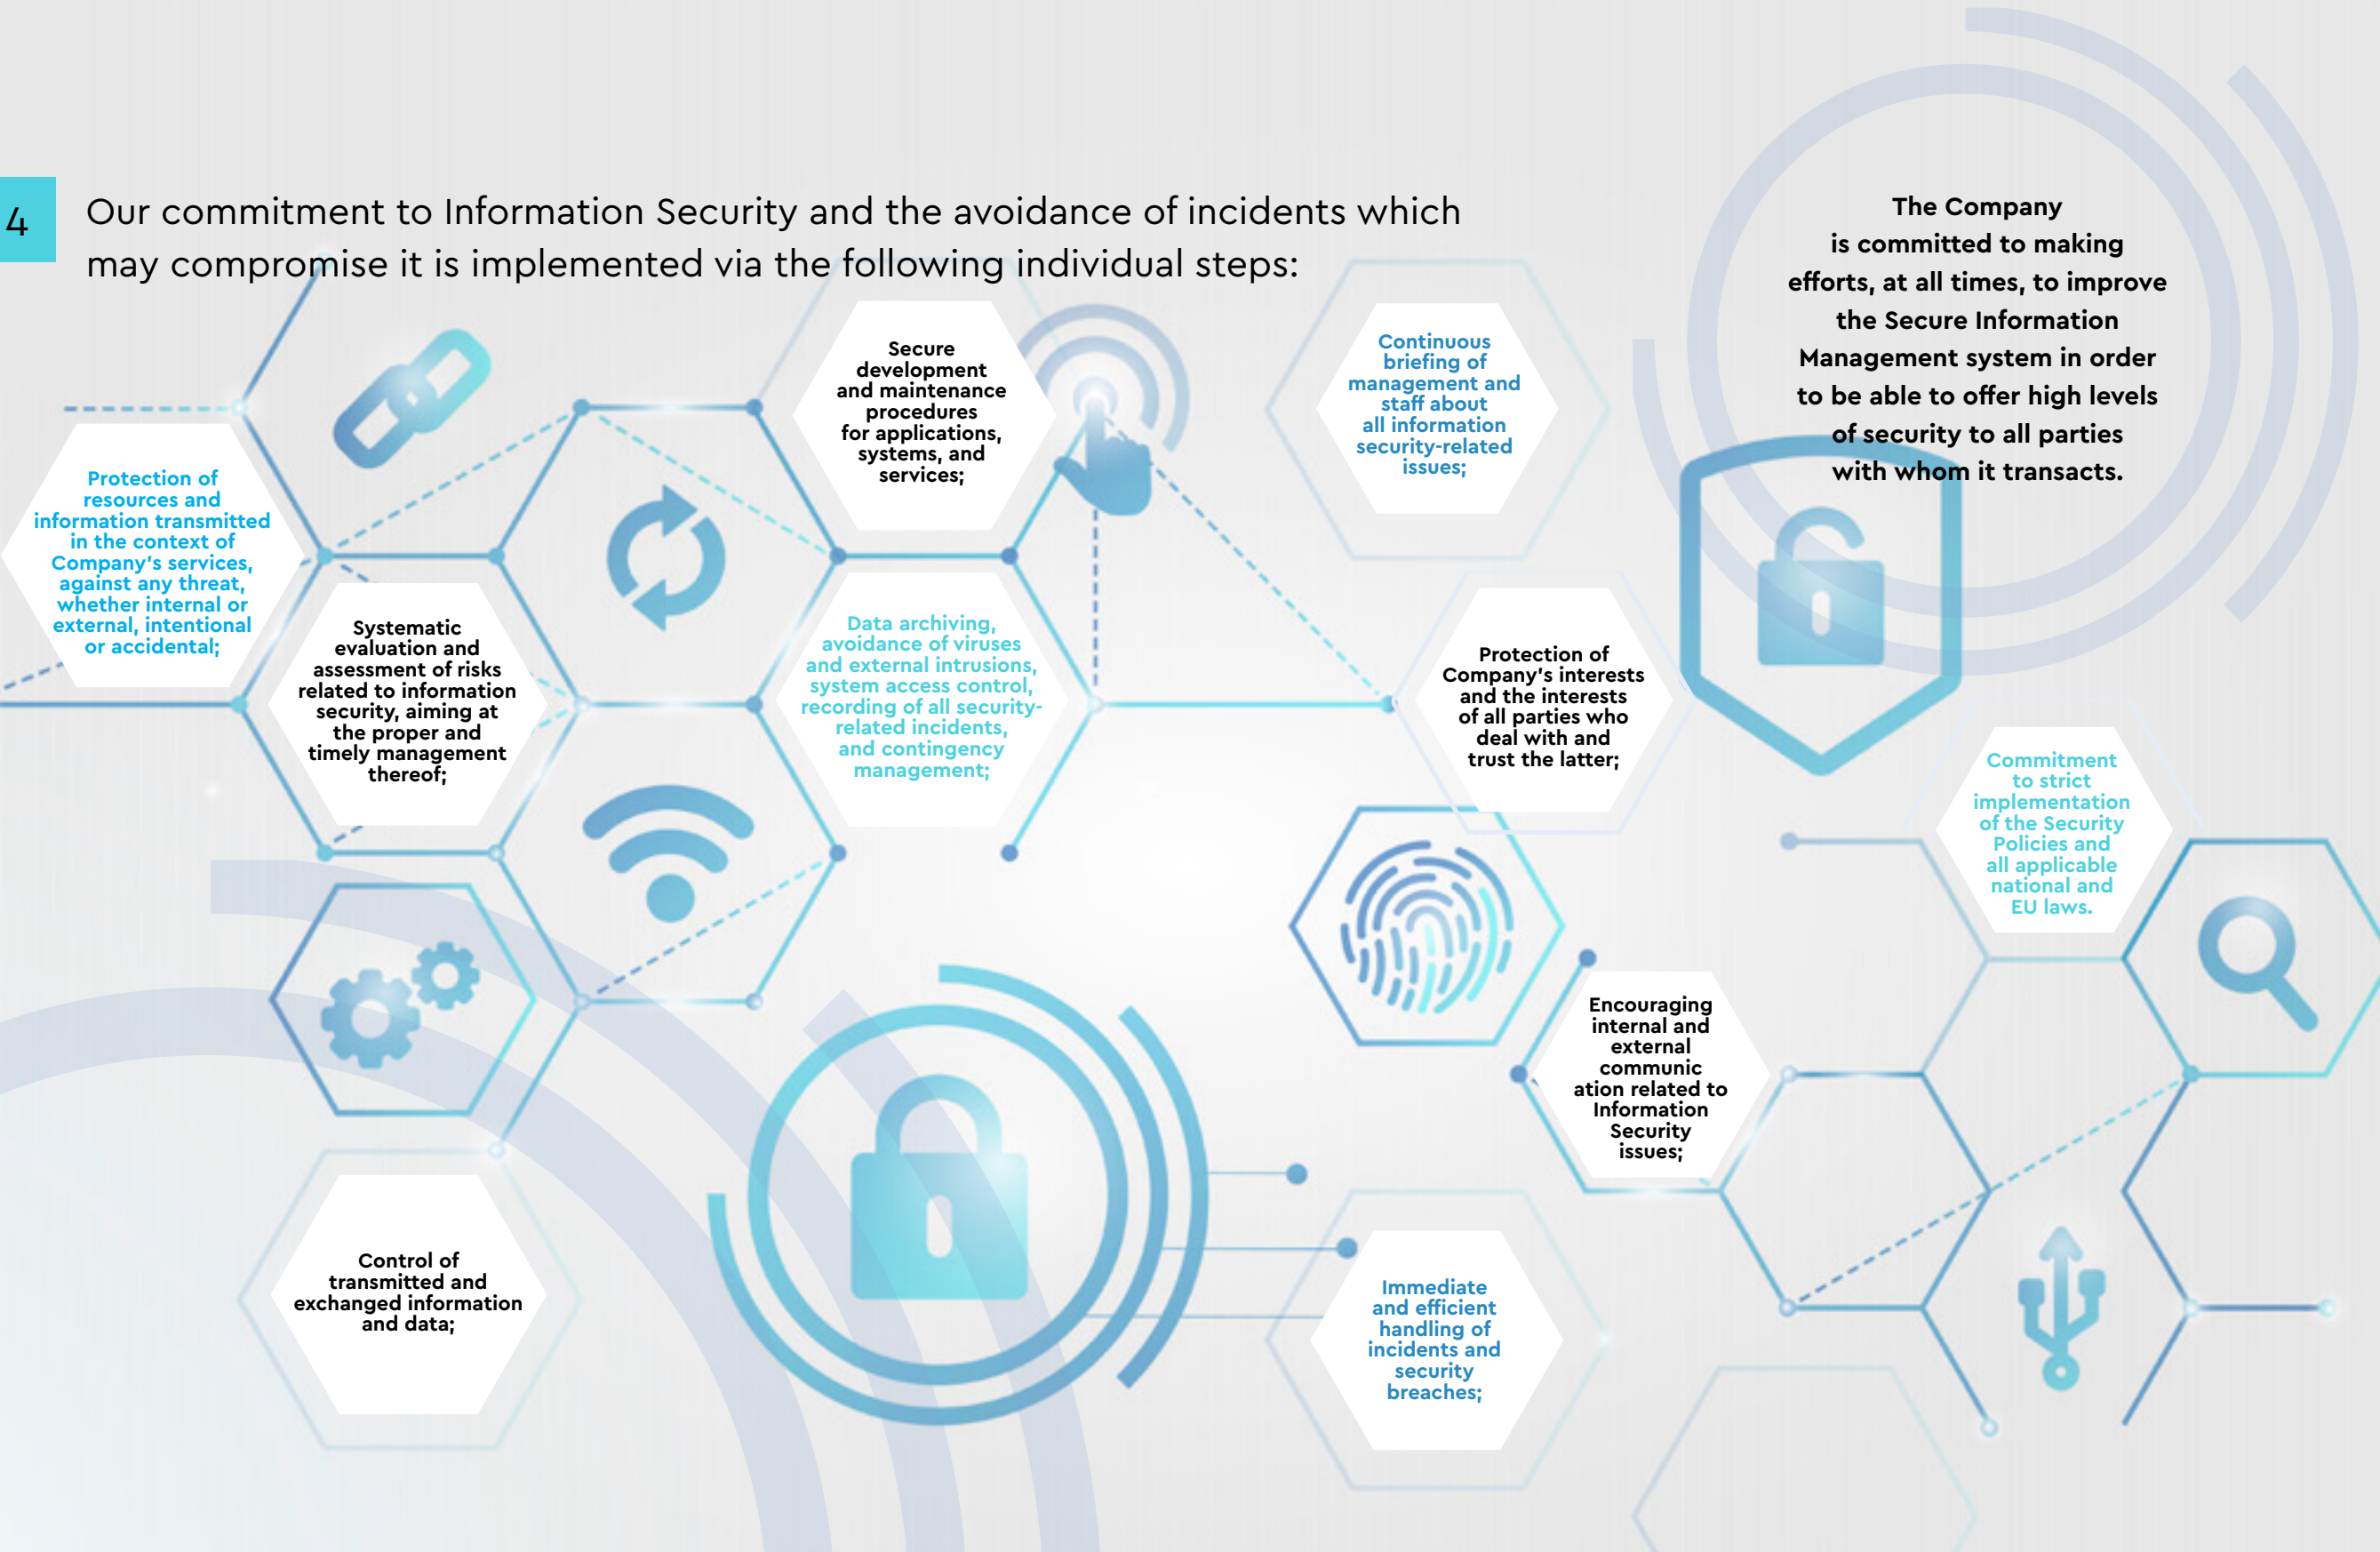 4
Our commitment to Information Security and the avoidance of incidents which
may compromise it is implemented via the following individual steps:
The Company
is committed to making
efforts, at all times, to improve
the Secure Information
Management system in order
to be able to offer high levels
of security to all parties
with whom it transacts.
Protection of
resources and
information transmitted
in the context of
Company's services,
against any threat,
whether internal or
external, intentional
or accidental;
Systematic
evaluation and
assessment of risks
related to information
security, aiming at
the proper and
timely management
thereof;
Secure
development
and maintenance
procedures
for applications,
systems, and
services;
Data archiving,
avoidance of viruses
and external intrusions,
system access control,
recording of all security-
related incidents,
and contingency
management;
Continuous
briefing of
management and
staff about
all information
security-related
issues;
Protection of
Company's interests
and the interests
of all parties who
deal with and
trust the latter;
Commitment
to strict
implementation
of the Security
Policies and
all applicable
national and
EU laws.
Encouraging
internal and
external
communic
ation related to
Information
Security
issues;
Control of
transmitted and
exchanged information
and data;
Immediate
and efficient
handling of
incidents and
security
breaches;